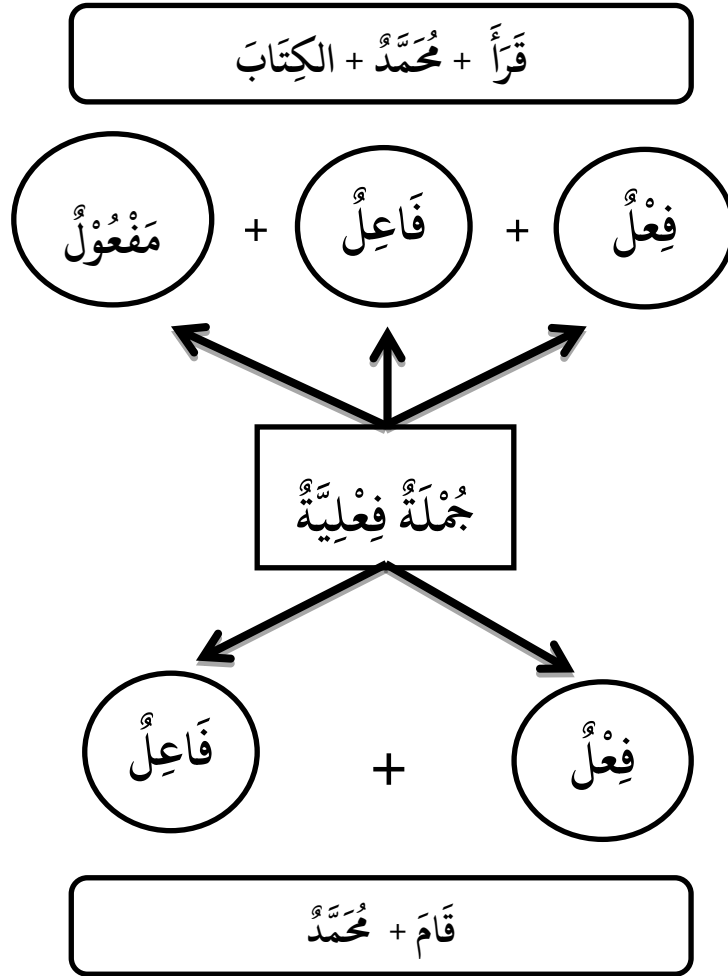 قَرَأَ + مُحَمَّدٌ + الكِتَابَ
فِعْلٌ + فَاعِلٌ + مَفْعُوْلٌ
جُمْلَةٌ فِعْلِيَّةٌ
فِعْلٌ + فَاعِلٌ
قَامَ + مُحَمَّدٌ